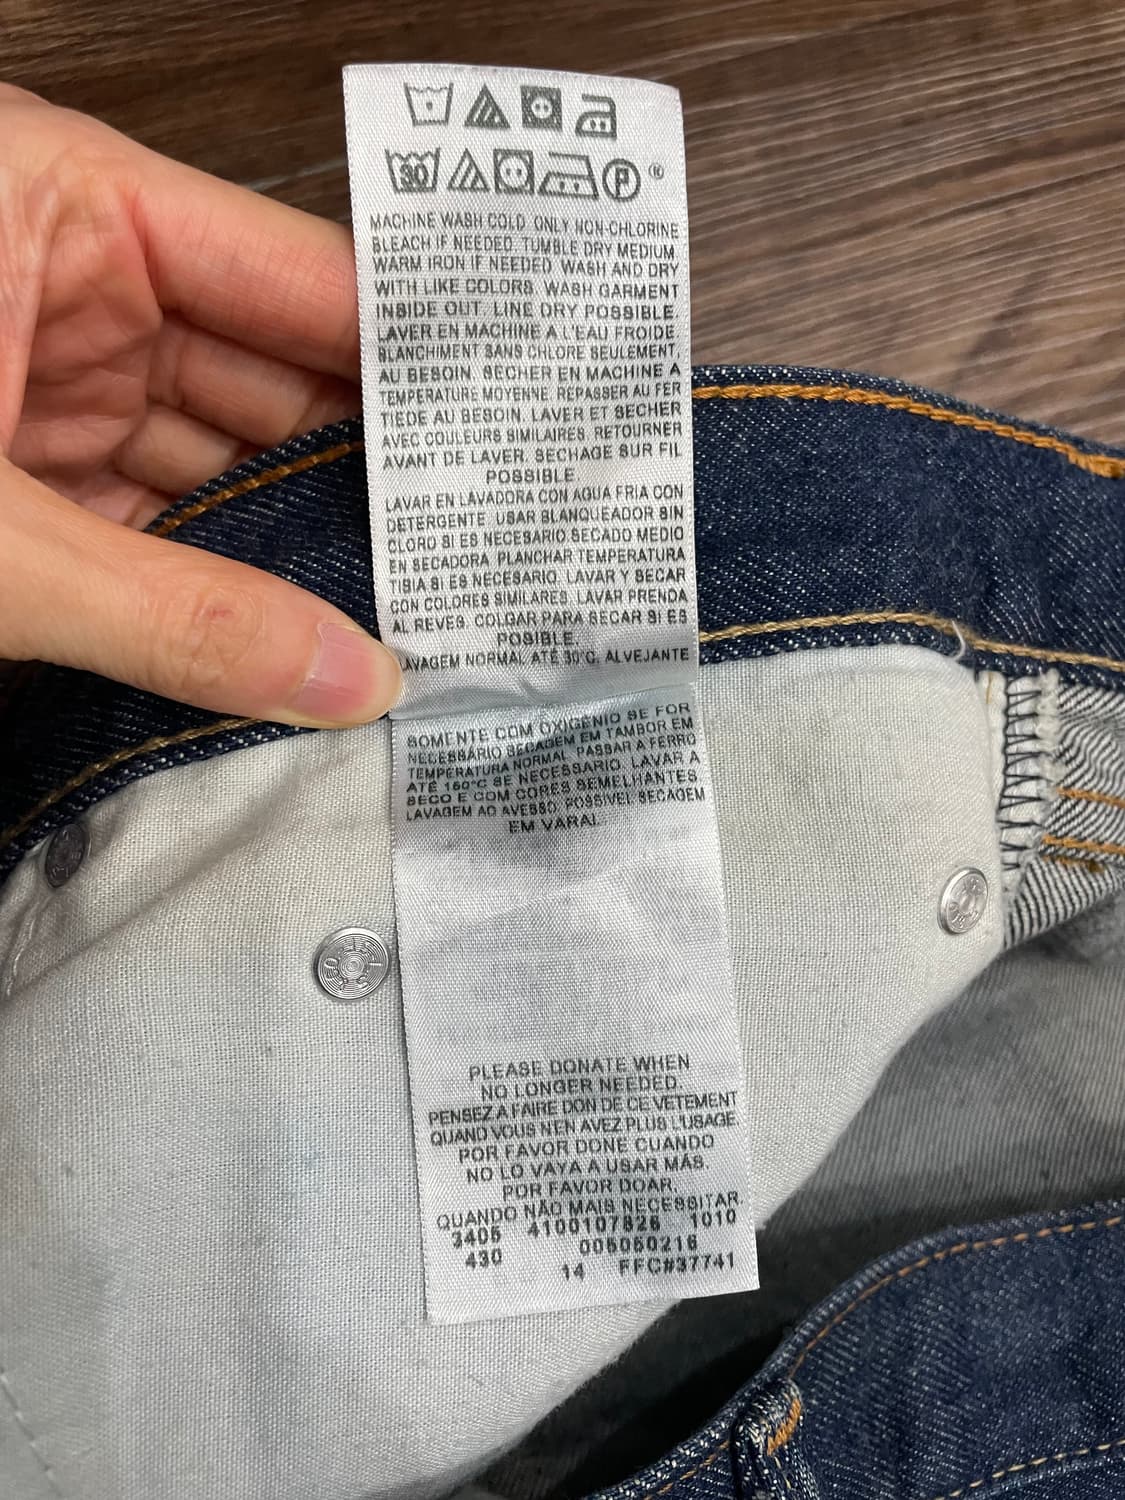 30 P ®
MACHINE WASH COLD. ONLY NON-CHLORINE
BLEACH IF NEEDED. TUMBLE DRY MEDIUM.
WARM IRON IF NEEDED. WASH AND DRY
WITH LIKE COLORS. WASH GARMENT
INSIDE OUT. LINE DRY POSSIBLE.
LAVER EN MACHINE A L'EAU FROIDE.
BLANCHIMENT SANS CHLORE SEULEMENT,
AU BESOIN. SECHER EN MACHINE A
TEMPERATURE MOYENNE. REPASSER AU FER
TIEDE AU BESOIN. LAVER ET SECHER
AVEC COULEURS SIMILAIRES. RETOURNER
AVANT DE LAVER. SECHAGE SUR FIL
POSSIBLE.
LAVAR EN LAVADORA CON AGUA FRIA CON
DETERGENTE. USAR BLANQUEADOR SIN
CLORO SI ES NECESARIO. SECADO MEDIO
EN SECADORA. PLANCHAR TEMPERATURA
TIBIA SI ES NECESARIO. LAVAR Y SECAR
CON COLORES SIMILARES. LAVAR PRENDA
AL REVES. COLGAR PARA SECAR SI ES
POSIBLE.
LAVAGEM NORMAL ATÉ 30°C. ALVEJANTE
SOMENTE COM OXIGENIO SE FOR
NECESSÁRIO. SECAGEM EM TAMBOR EM
TEMPERATURA NORMAL. PASSAR A FERRO
ATÉ 150°C SE NECESSARIO. LAVAR A
SECO E COM CORES SEMELHANTES.
LAVAGEM AO AVESSO. POSSIVEL SECAGEM
EM VARAL.
PLEASE DONATE WHEN
NO LONGER NEEDED.
PENSEZ A FAIRE DON DE CE VETEMENT
QUAND VOUS N'EN AVEZ PLUS L'USAGE.
POR FAVOR DONE CUANDO
NO LO VAYA A USAR MÁS.
POR FAVOR DOAR,
QUANDO NÃO MAIS NECESSITAR.
3405 4100107826 1010
430 005050216
14 FFC#37741